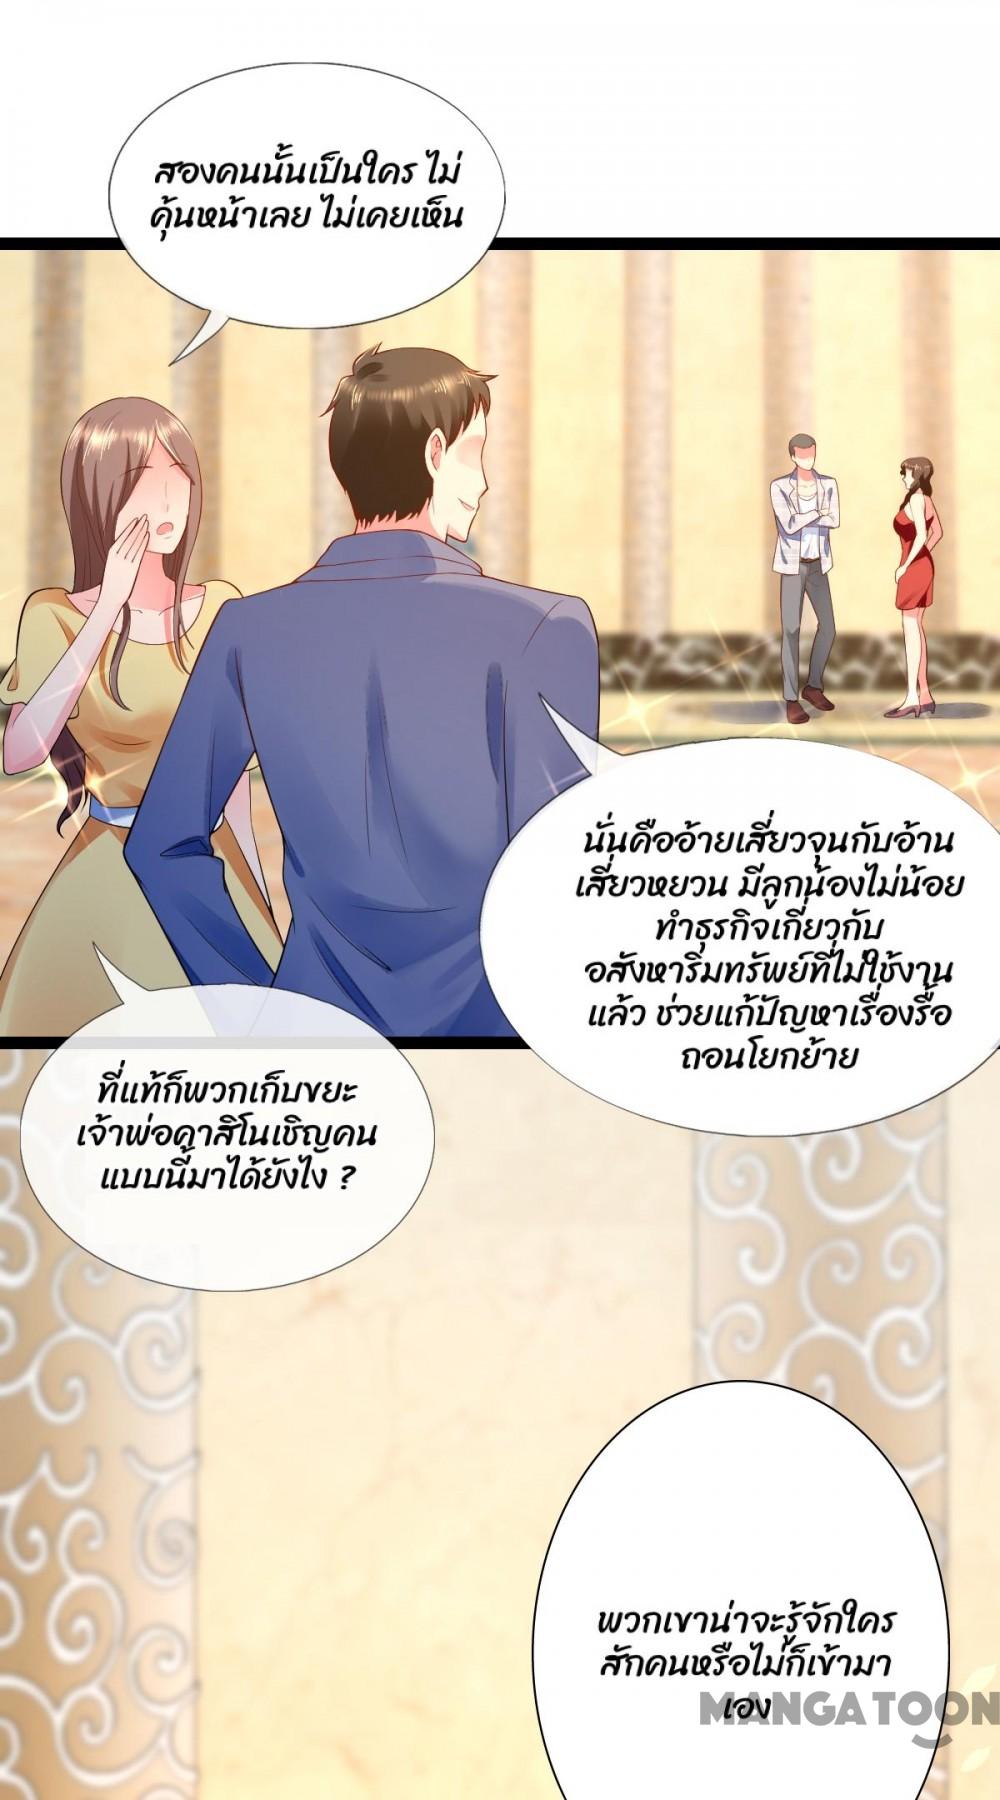 สองคนนั้นเป็นใคร ไม่
คุ้นหน้าเลย ไม่เคยเห็น
นั่นคืออ้ายเสี่ยวจุนกับอ้าน
เสี่ยวหยวน มีลูกน้องไม่น้อย
ทำธุรกิจเกี่ยวกับ
อสังหาริมทรัพย์ที่ไม่ใช้งาน
แล้ว ช่วยแก้ปัญหาเรื่องรื้อ
ถอนโยกย้าย
ที่แท้ก็พวกเก็บขยะ
เจ้าพ่อคาสิโนเชิญคน
แบบนี้มาได้ยังไง ?
พวกเขาน่าจะรู้จักใคร
สักคนหรือไม่ก็เข้ามา
เอง
MANGATOON